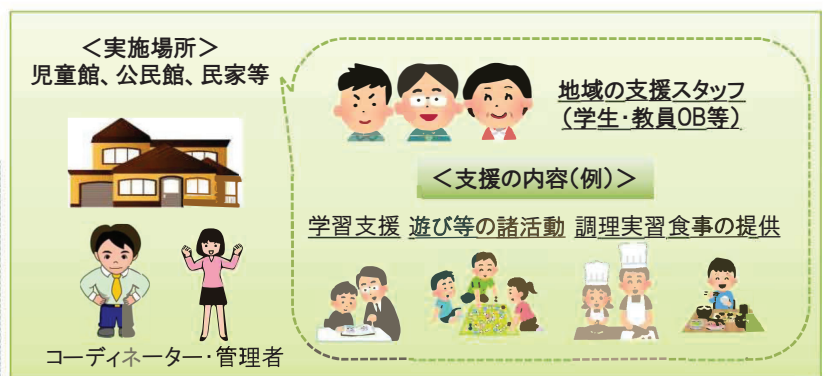 ＜実施場所＞
児童館、公民館、民家等
コーディネーター・管理者
地域の支援スタッフ
（学生・教員OB等）
＜支援の内容（例）＞
学習支援 遊び等の諸活動 調理実習 食事の提供